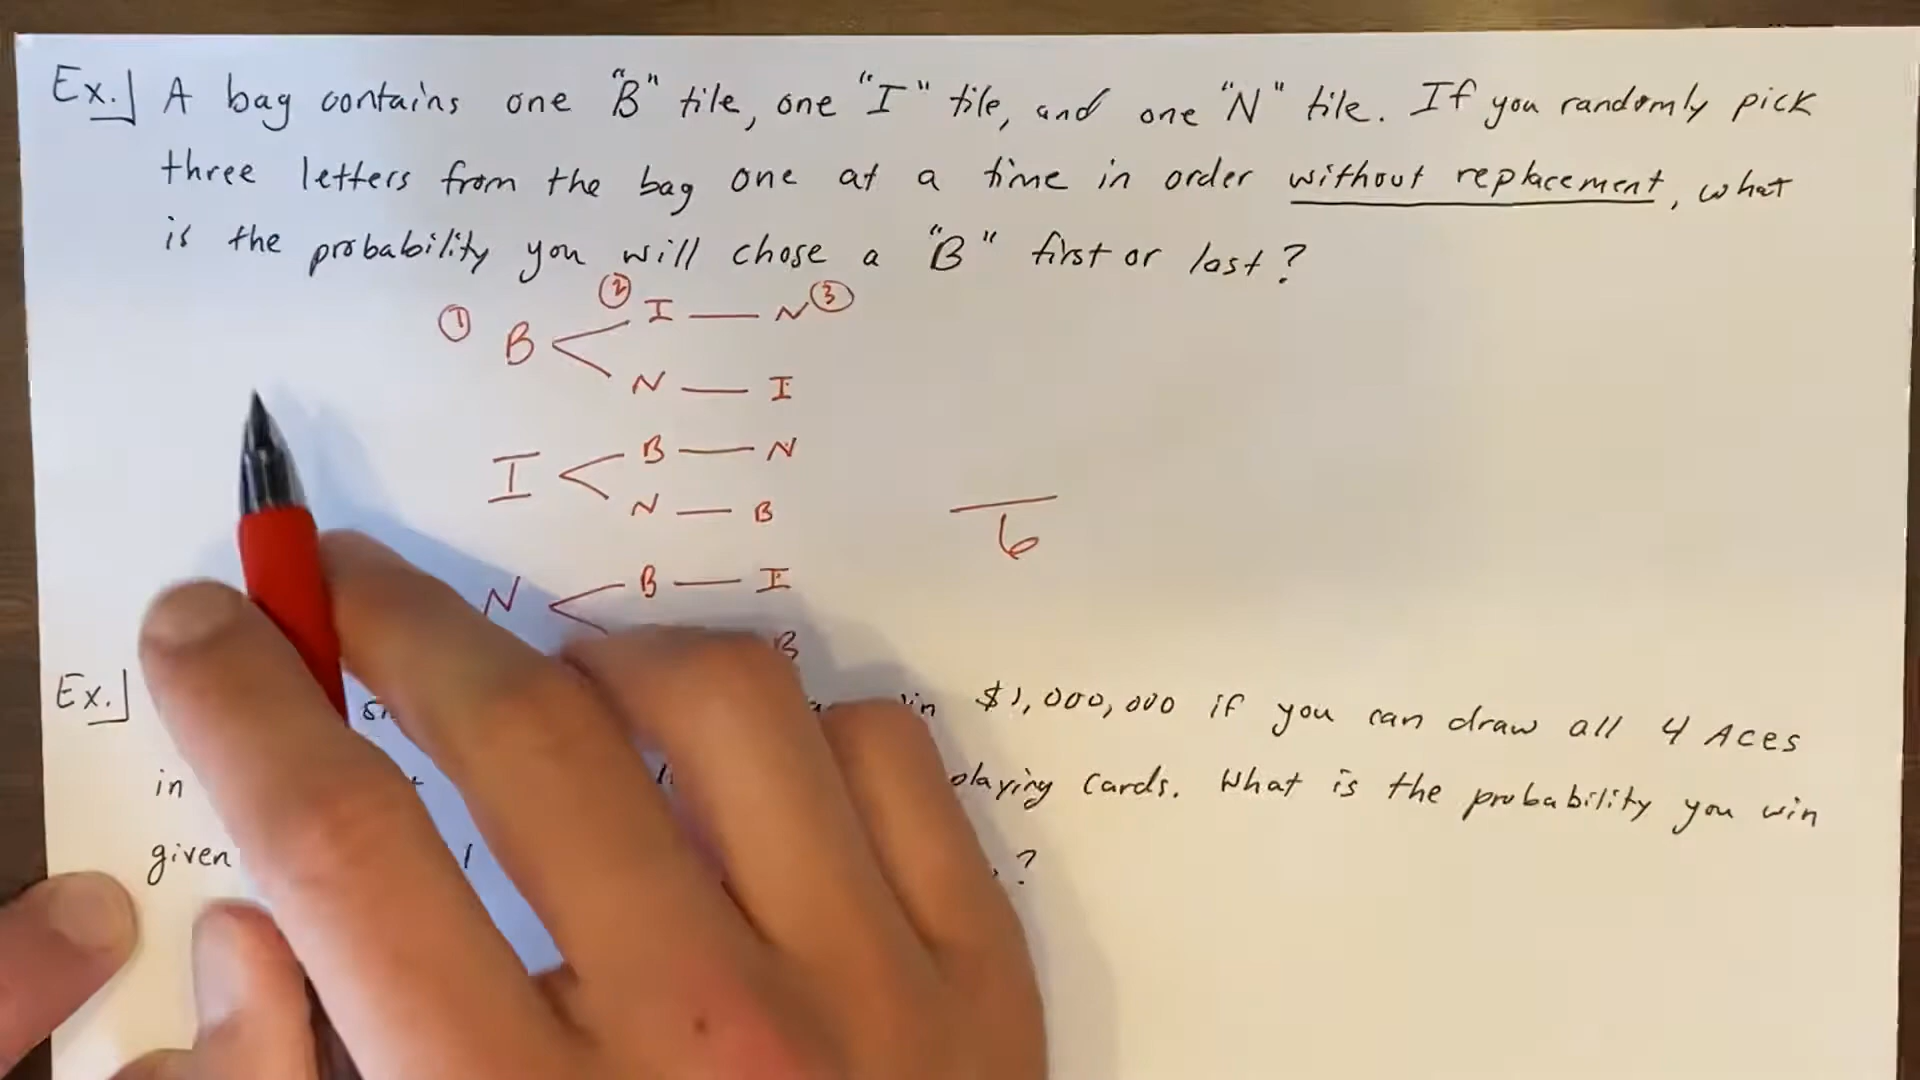 Ex.] A bag contains one "B" tile, one "I" tile, and one "N" tile. If you randomly pick
three letters from the bag one at a time in order without replacement, what
is the probability you will chose a "B" first or last?
① B < ② I — N ③
N — I
I < B — N
N — B
6
N < B — I
B
Ex.] $1,000,000 if you can draw all 4 Aces
in playing cards. What is the probability you win
given ?